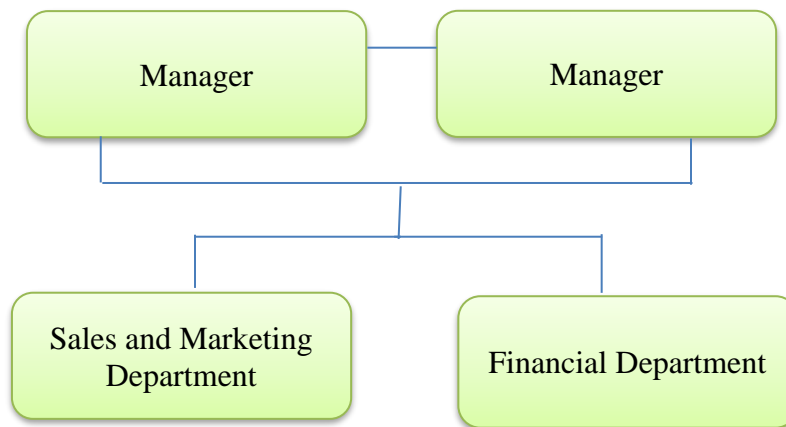 Manager
Manager
Sales and Marketing
Department
Financial Department